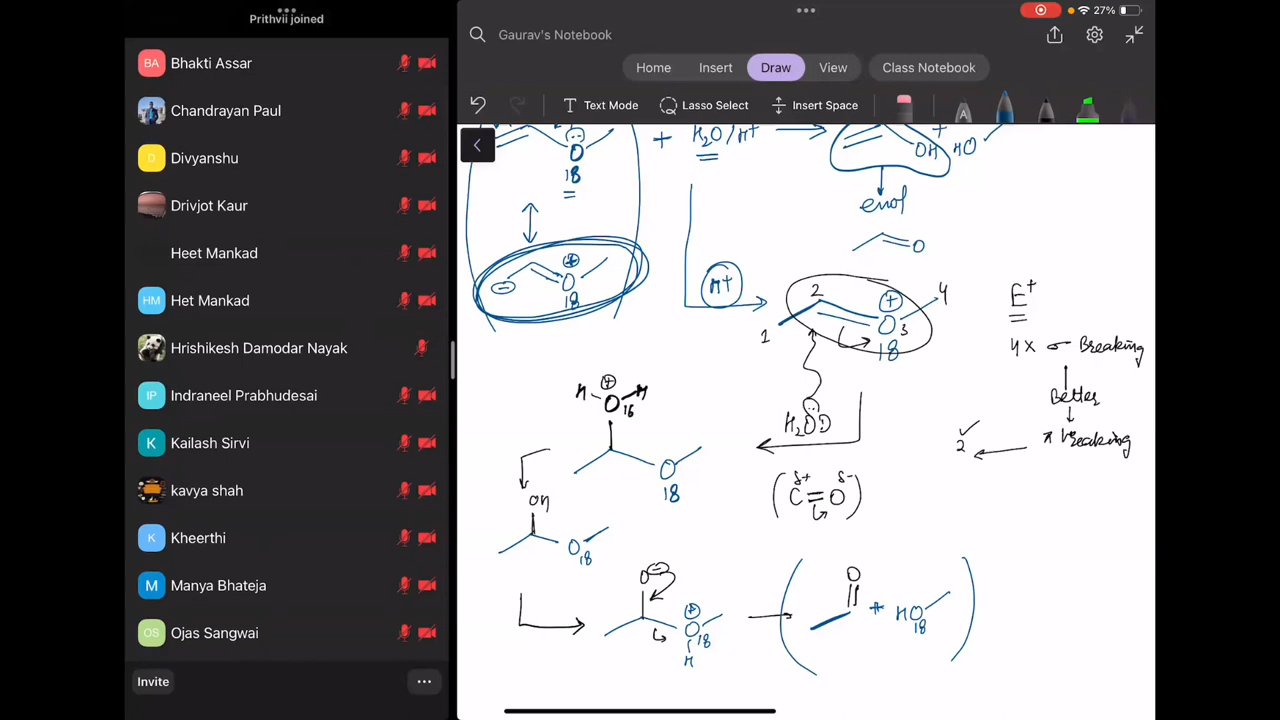 Prithvii joined
BA Bhakti Assar
Chandrayan Paul
Divyanshu
Drivjot Kaur
Heet Mankad
HM Het Mankad
Hrishikesh Damodar Nayak
IP Indraneel Prabhudesai
K Kailash Sirvi
kavya shah
K Kheerthi
M Manya Bhateja
OS Ojas Sangwai
Invite
27%
Gaurav's Notebook
Home Insert Draw View Class Notebook
Text Mode Lasso Select Insert Space
O
18
+ H2O/H+
OH
+
HO
enol
O
⊖ O ⊕
18
H+
1 2 O ⊕ 3 4
18
E+
4 x σ- Breaking
Better
π Breaking
2 ✓
H ⊕ H
O 16
H2O
O
18
(C δ+ = O δ-)
OH
O 18
O ⊖
⊕
O 18
H
O
+ HO
18